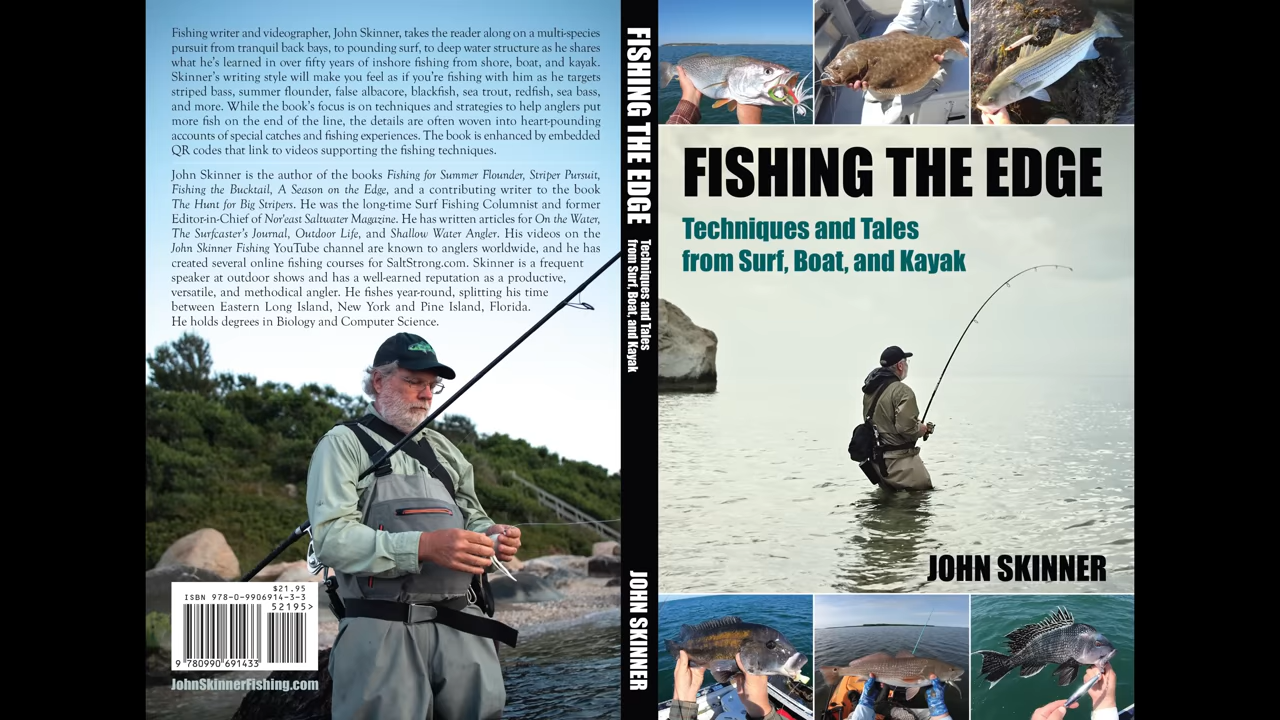 Fishing writer and videographer, John Skinner, takes the reader along on a multi-species
pursuit from tranquil back bays, to pounding surf, to deep water structure as he shares
what he's learned in over fifty years of inshore fishing from shore, boat, and kayak.
Skinner's writing style will make you feel as if you're fishing with him as he targets
striped bass, summer flounder, false albacore, blackfish, sea trout, redfish, sea bass,
and more. While the book's focus is on techniques and strategies to help anglers put
more fish on the end of the line, the details are often woven into heart-pounding
accounts of special catches and fishing experiences. The book is enhanced by embedded
QR codes that link to videos supporting the fishing techniques.
John Skinner is the author of the books Fishing for Summer Flounder, Striper Pursuit,
Fishing the Bucktail, A Season on the Edge, and a contributing writer to the book
The Hunt for Big Stripers. He was the long-time Surf Fishing Columnist and former
Editor-in-Chief of Nor'east Saltwater Magazine. He has written articles for On the Water,
The Surfcaster's Journal, Outdoor Life, and Shallow Water Angler. His videos on the
John Skinner Fishing YouTube channel are known to anglers worldwide, and he has
created several online fishing courses for SaltStrong.com. Skinner is a frequent
speaker and has earned reputation as a productive,
versatile and methodical angler. He fishes year-round, splitting his time
between Eastern Long Island, New York and Pine Island, Florida.
He holds degrees in Biology and Computer Science.
$21.95
ISBN 978-0-9906914-3-3
52195>
9 780990 691433
JohnSkinnerFishing.com
FISHING THE EDGE
Techniques and Tales
from Surf, Boat, and Kayak
JOHN SKINNER
FISHING THE EDGE
Techniques and Tales
from Surf, Boat, and Kayak
JOHN SKINNER